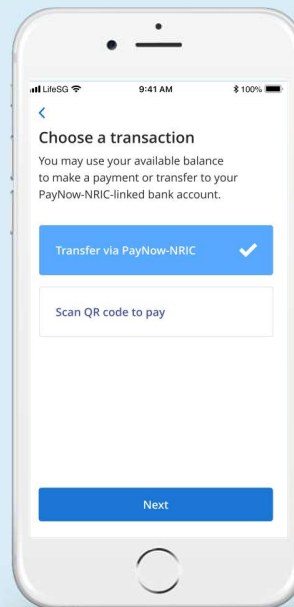 LifeSG 9:41 AM 100%
Choose a transaction
You may use your available balance
to make a payment or transfer to your
PayNow-NRIC-linked bank account.
Transfer via PayNow-NRIC
Scan QR code to pay
Next